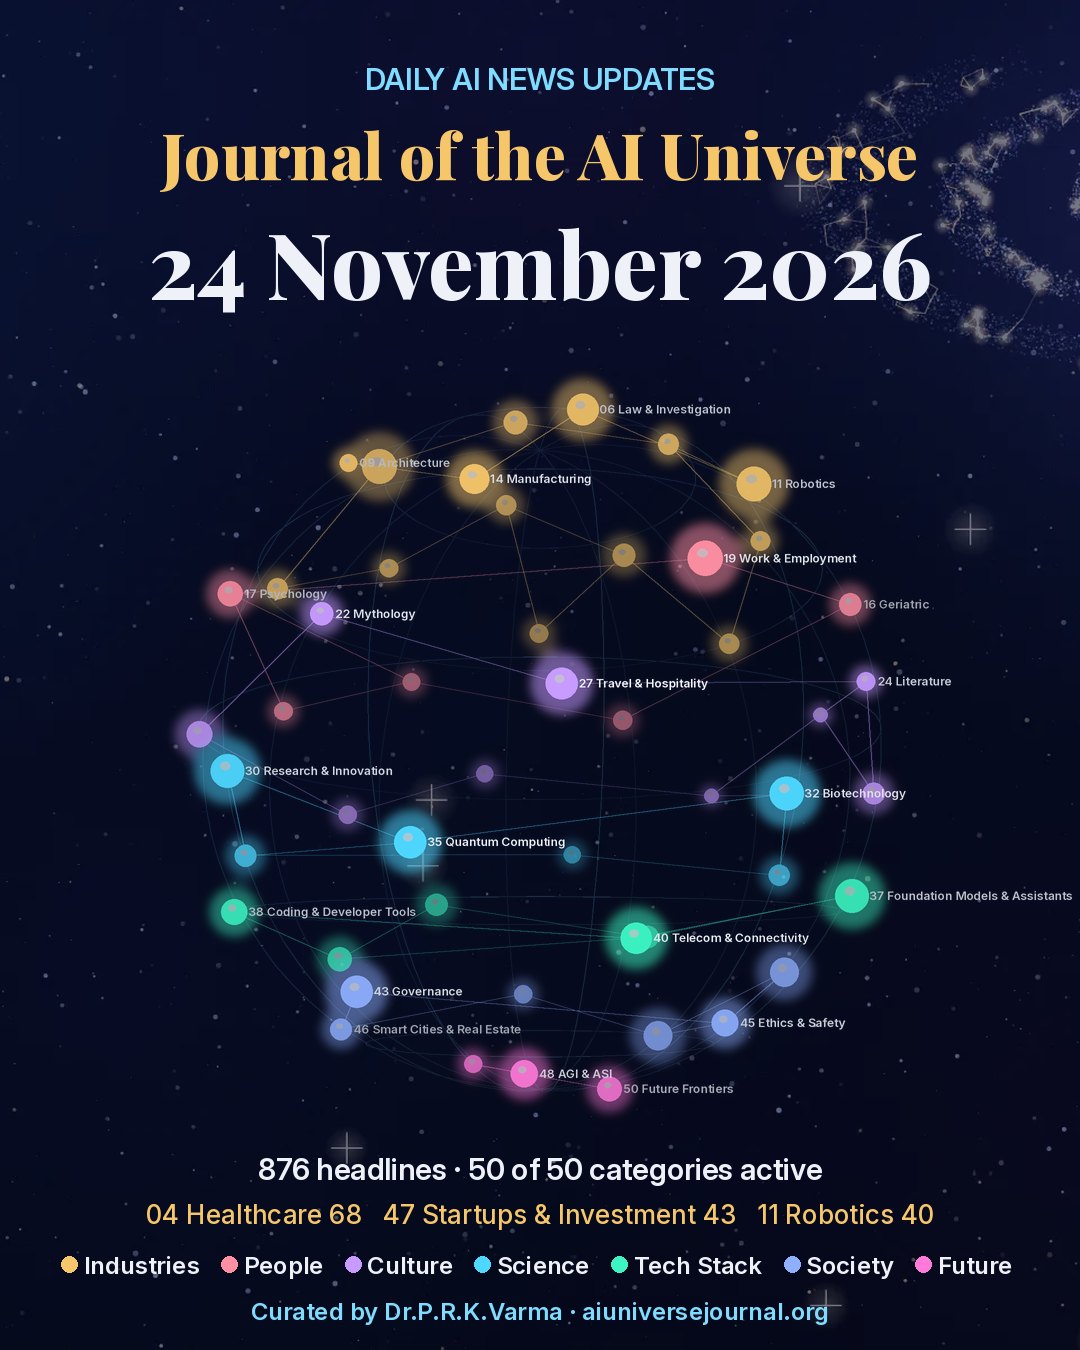 DAILY AI NEWS UPDATES
Journal of the AI Universe
24 November 2026
06 Law & Investigation
09 Architecture
14 Manufacturing
11 Robotics
19 Work & Employment
17 Psychology
16 Geriatric
22 Mythology
27 Travel & Hospitality
24 Literature
30 Research & Innovation
32 Biotechnology
35 Quantum Computing
37 Foundation Models & Assistants
38 Coding & Developer Tools
40 Telecom & Connectivity
43 Governance
45 Ethics & Safety
46 Smart Cities & Real Estate
48 AGI & ASI
50 Future Frontiers
876 headlines · 50 of 50 categories active
04 Healthcare 68 47 Startups & Investment 43 11 Robotics 40
Industries People Culture Science Tech Stack Society Future
Curated by Dr.P.R.K.Varma · aiuniversejournal.org